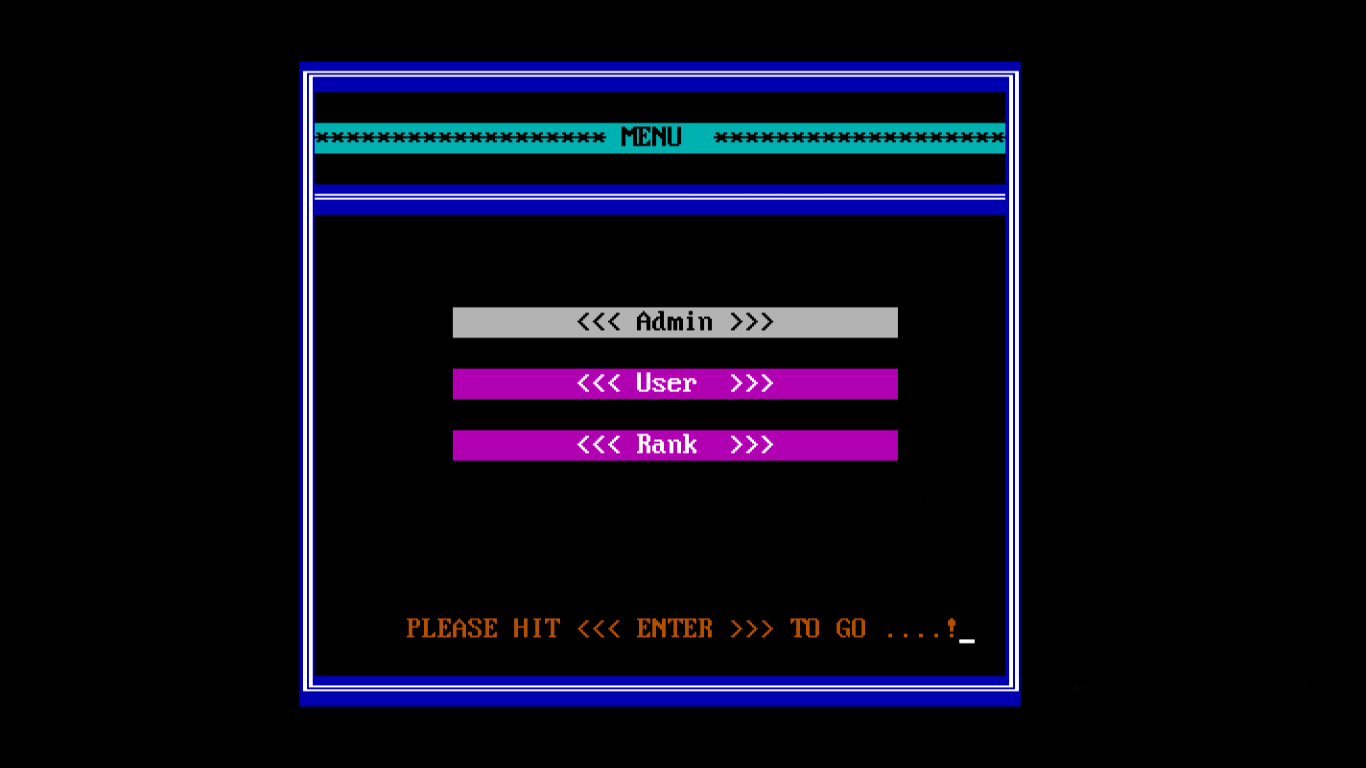 ******************* MENU *******************
<<< Admin >>>
<<< User >>>
<<< Rank >>>
PLEASE HIT <<< ENTER >>> TO GO ....!_